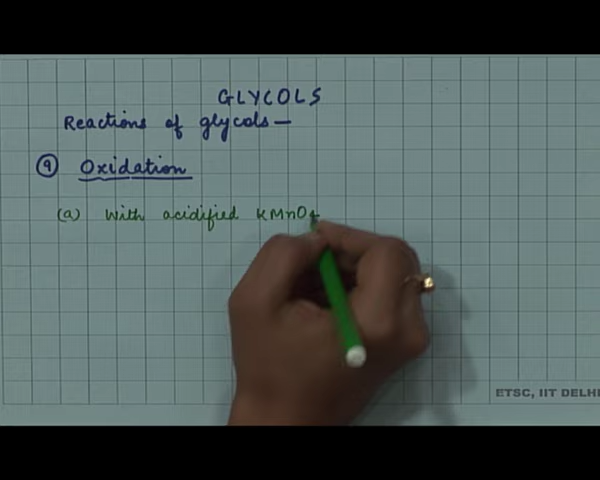 GLYCOLS
Reactions of glycols—
9 Oxidation
(a) With acidified KMnO4
ETSC, IIT DELHI